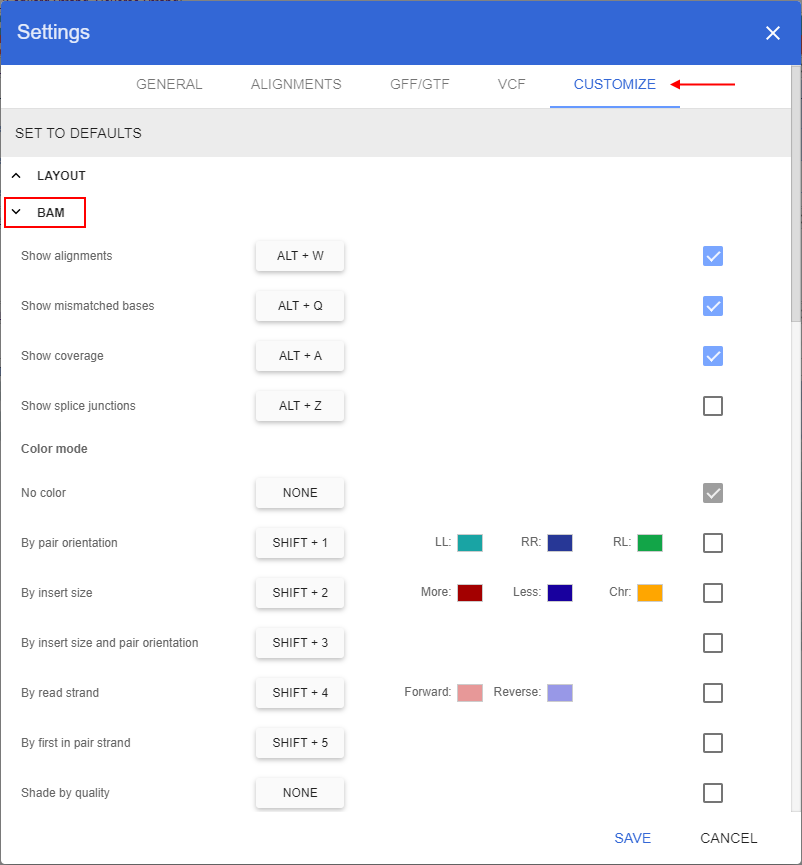 Settings
GENERAL ALIGNMENTS GFF/GTF VCF CUSTOMIZE
SET TO DEFAULTS
LAYOUT
BAM
Show alignments ALT + W
Show mismatched bases ALT + Q
Show coverage ALT + A
Show splice junctions ALT + Z
Color mode
No color NONE
By pair orientation SHIFT + 1 LL: RR: RL:
By insert size SHIFT + 2 More: Less: Chr:
By insert size and pair orientation SHIFT + 3
By read strand SHIFT + 4 Forward: Reverse:
By first in pair strand SHIFT + 5
Shade by quality NONE
SAVE CANCEL